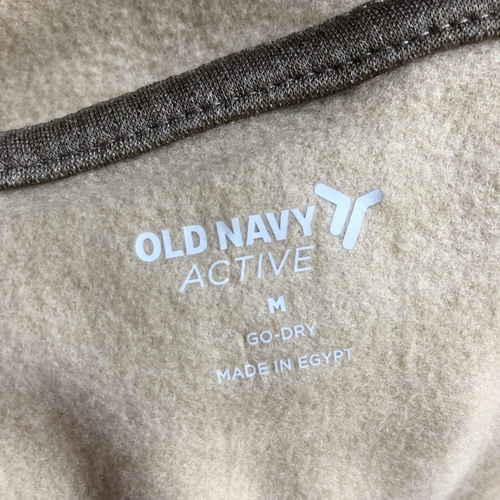 OLD NAVY
ACTIVE
M
GO-DRY
MADE IN EGYPT